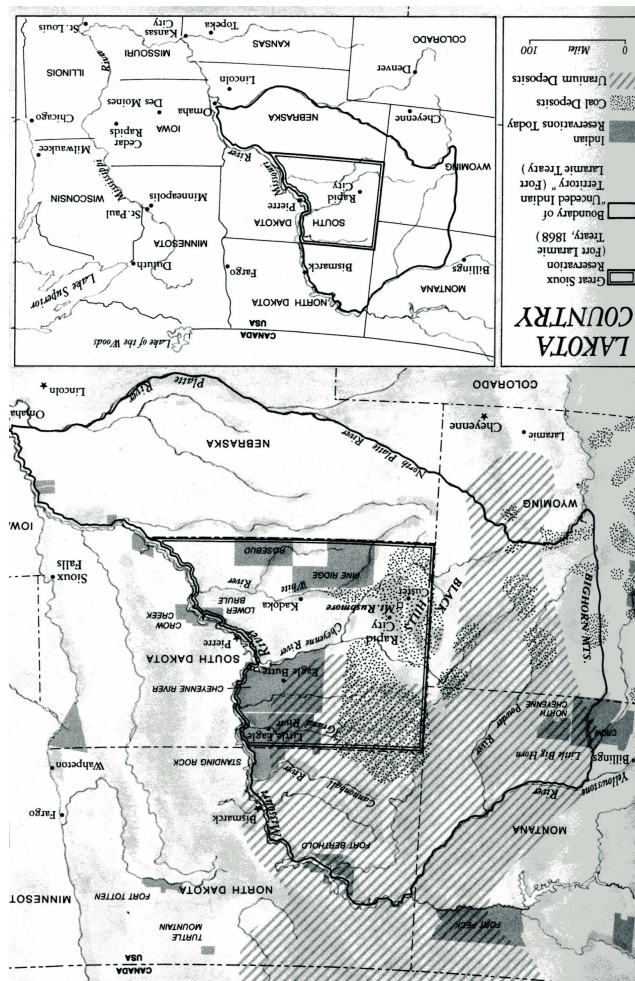 CANADA
USA
TURTLE
MOUNTAIN
FORT PECK
FORT TOTTEN
NORTH DAKOTA
MINNESOT
FORT BERTHOLD
Fargo
MONTANA
Missouri
Bismarck
Yellowstone
River
Cannonball
River
Wahpeton
Billings
Little Big Horn
Powder
River
STANDING ROCK
CROW
NORTH
CHEYENNE
Grand River
Little Eagle
CHEYENNE RIVER
Eagle Butte
SOUTH DAKOTA
Pierre
River
Cheyenne River
Rapid
City
Mt. Rushmore
Custer
BLACK
HILLS
BIGHORN MTS.
CROW
CREEK
LOWER
BRULE
Kadoka
White
River
Sioux
Falls
PINE RIDGE
ROSEBUD
IOW
WYOMING
NEBRASKA
North Platte River
Laramie
Cheyenne
COLORADO
Platte
River
Omaha
Lincoln
LAKOTA
COUNTRY
Great Sioux
Reservation
(Fort Laramie
Treaty, 1868)
Boundary of
"Unceded Indian
Territory" (Fort
Laramie Treaty)
Indian
Reservations Today
Coal Deposits
Uranium Deposits
0 Miles 100
CANADA
USA
Lake of the Woods
NORTH DAKOTA
MONTANA
Billings
Bismarck
Fargo
Duluth
Lake Superior
MINNESOTA
SOUTH
DAKOTA
Pierre
Rapid
City
St. Paul
Minneapolis
WISCONSIN
WYOMING
Missouri
River
Mississippi
Milwaukee
NEBRASKA
Cheyenne
Omaha
IOWA
Cedar
Rapids
Des Moines
Chicago
Lincoln
Denver
COLORADO
KANSAS
Topeka
Kansas
City
MISSOURI
River
ILLINOIS
St. Louis